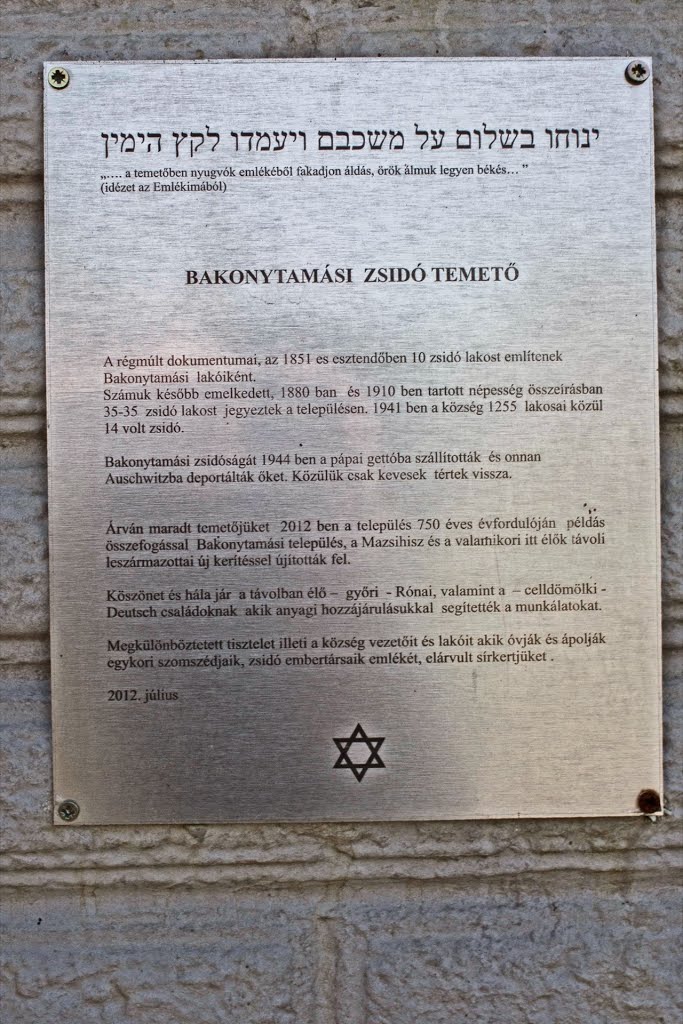 ינוחו בשלום על משכבם ויעמדו לקץ הימין
„.... a temetőben nyugvók emlékéből fakadjon áldás, örök álmuk legyen békés… ”
(idézet az Emlékimából)
BAKONYTAMÁSI ZSIDÓ TEMETŐ
A régmúlt dokumentumai, az 1851 es esztendőben 10 zsidó lakost említenek
Bakonytamási lakóiként.
Számuk később emelkedett, 1880 ban és 1910 ben tartott népesség összeírásban
35-35 zsidó lakost jegyeztek a településen. 1941 ben a község 1255 lakosai közül
14 volt zsidó.
Bakonytamási zsidóságát 1944 ben a pápai gettóba szállították és onnan
Auschwitzba deportálták őket. Közülük csak kevesek tértek vissza.
Árván maradt temetőjüket 2012 ben a település 750 éves évfordulóján példás
összefogással Bakonytamási település, a Mazsihisz és a valamikori itt élők távoli
leszármazottai új kerítéssel újították fel.
Köszönet és hála jár a távolban élő – győri - Rónai, valamint a – celldömölki -
Deutsch családoknak akik anyagi hozzájárulásukkal segítették a munkálatokat.
Megkülönböztetett tisztelet illeti a község vezetőit és lakóit akik óvják és ápolják
egykori szomszédjaik, zsidó embertársaik emlékét, elárvult sírkertjüket .
2012. július